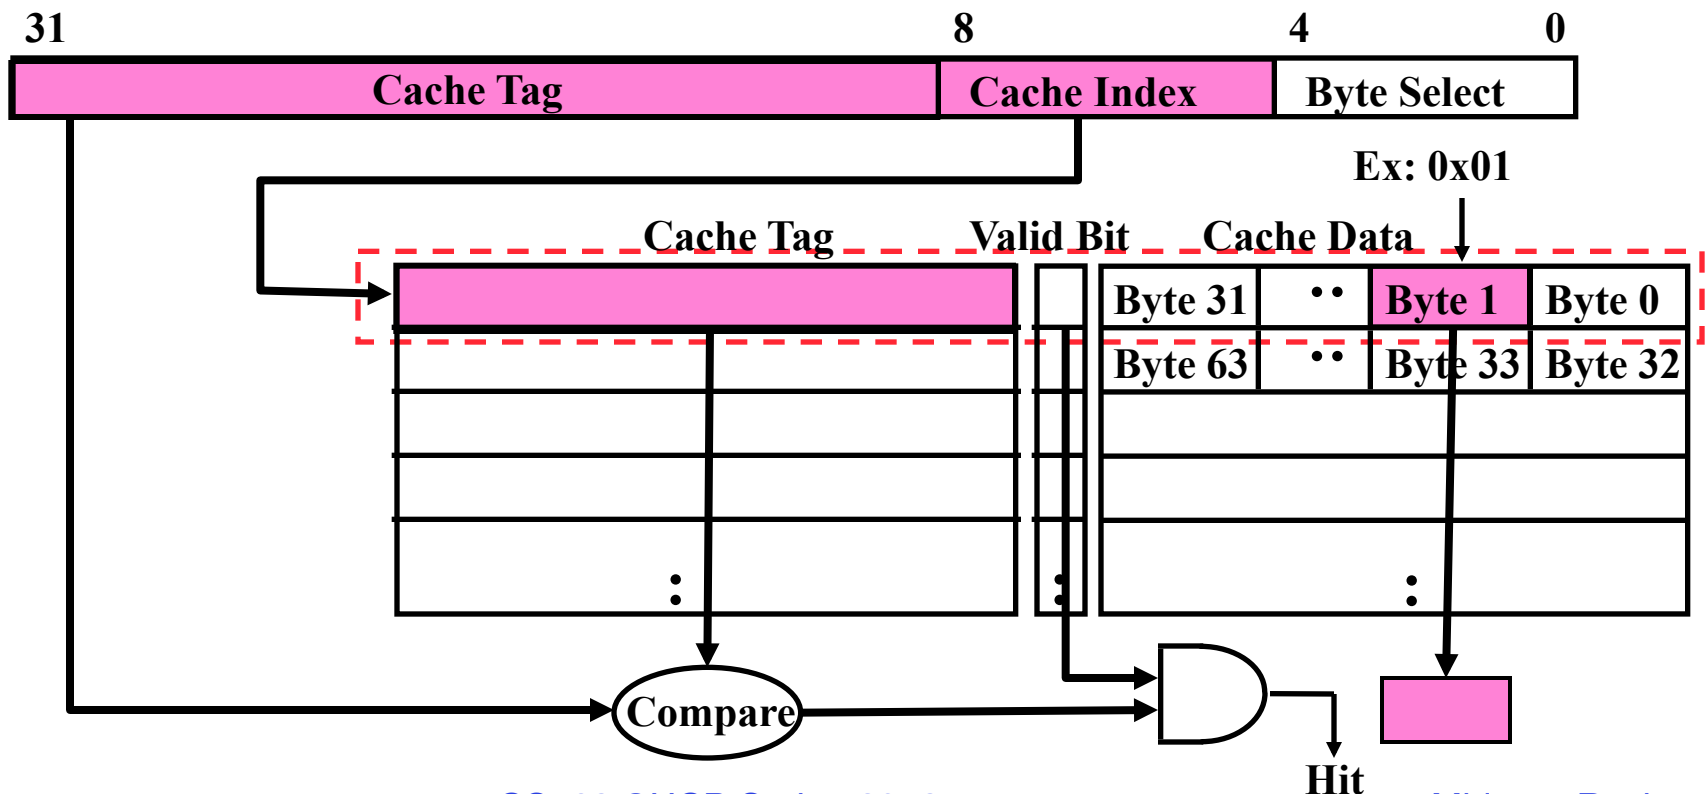 31 8 4 0
Cache Tag Cache Index Byte Select
Ex: 0x01
Cache Tag Valid Bit Cache Data
Byte 31 •• Byte 1 Byte 0
Byte 63 •• Byte 33 Byte 32
: : :
Compare
Hit